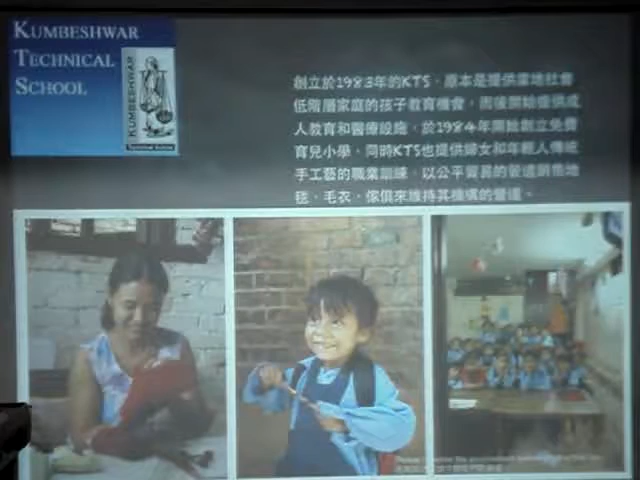 KUMBESHWAR
TECHNICAL
SCHOOL
KUMBESHWAR
Technical School
創立於1983年的KTS，原本是提供當地社會
低階層家庭的孩子教育機會，而後開始提供成
人教育和醫療設施，於1984年開始創立免費
育兒小學，同時KTS也提供婦女和年輕人傳統
手工藝的職業訓練，以公平貿易的營運銷售地
毯、毛衣、傢俱來維持其機構的營運。